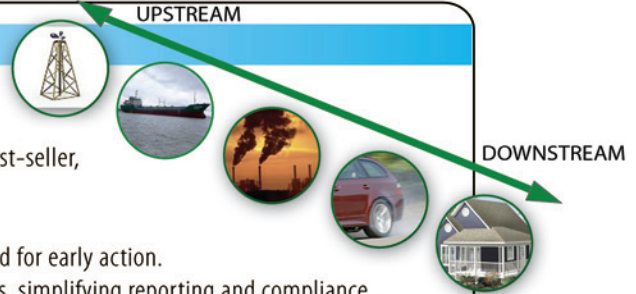 UPSTREAM
st-seller,
DOWNSTREAM
d for early action.
s, simplifying reporting and compliance